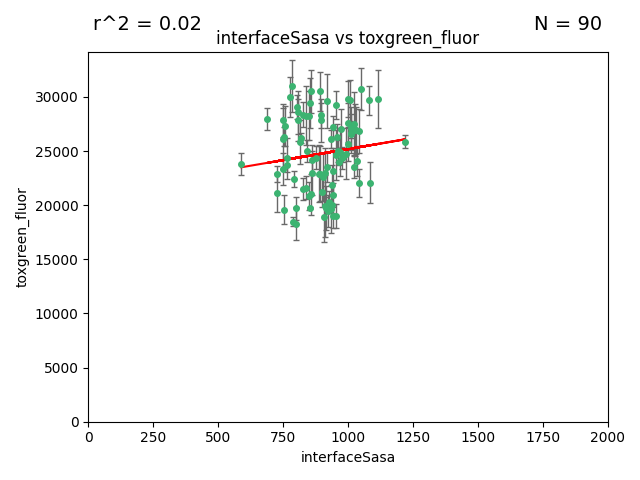 r^2 = 0.02
N = 90
interfaceSasa vs toxgreen_fluor
toxgreen_fluor
30000
25000
20000
15000
10000
5000
0
0 250 500 750 1000 1250 1500 1750 2000
interfaceSasa